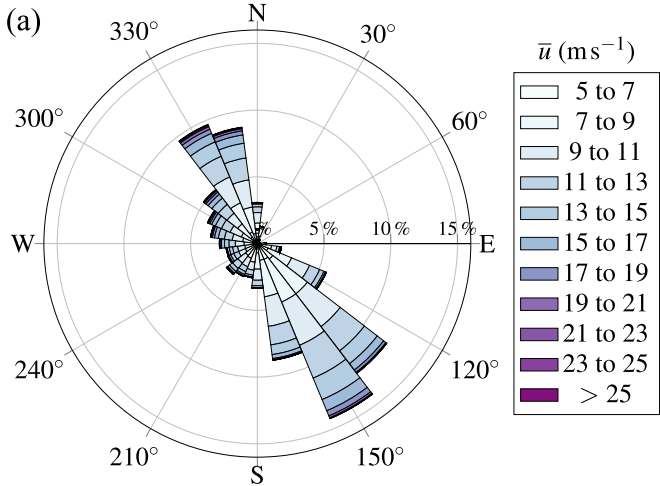 (a)
N
330°
30°
300°
60°
W
%
5 %
10 %
15 %
E
240°
120°
210°
150°
S
u̅ (m s⁻¹)
5 to 7
7 to 9
9 to 11
11 to 13
13 to 15
15 to 17
17 to 19
19 to 21
21 to 23
23 to 25
> 25